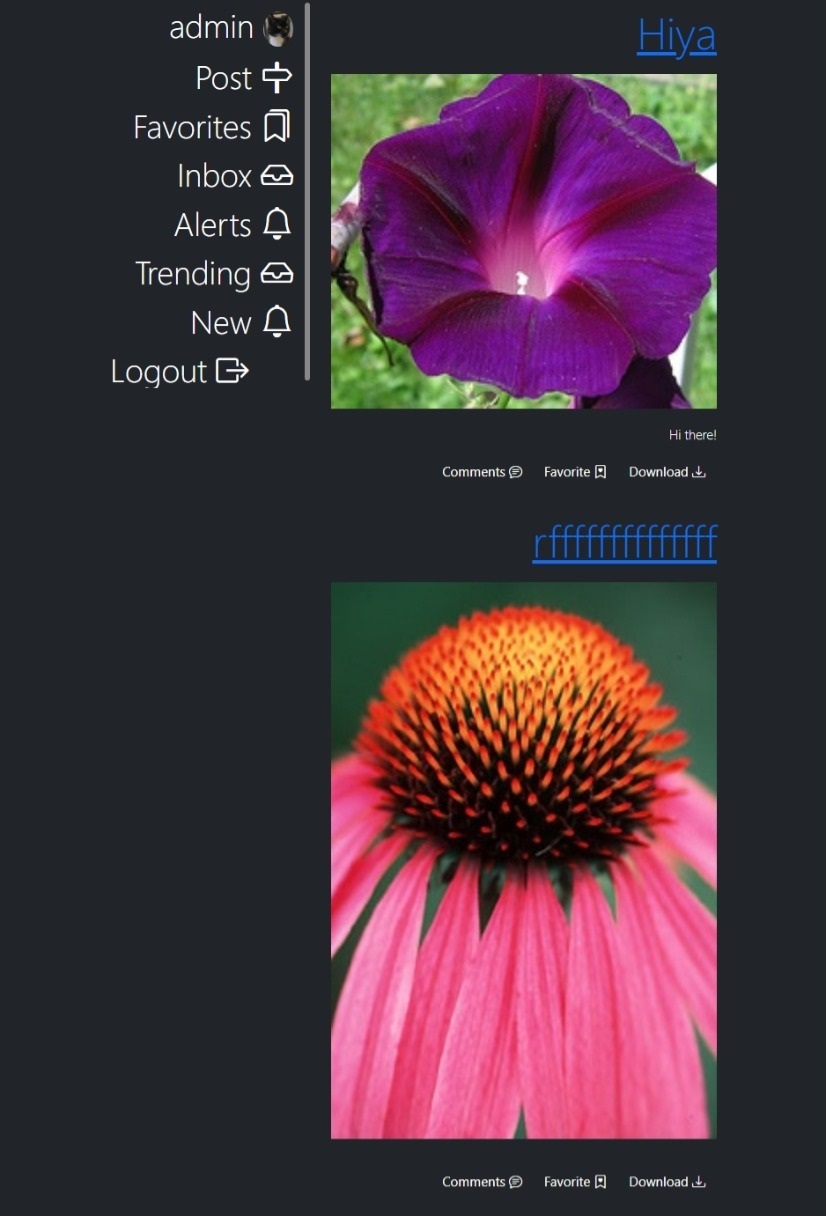 admin
Post
Favorites
Inbox
Alerts
Trending
New
Logout
Hiya
Hi there!
Comments Favorite Download
rffffffffffffff
Comments Favorite Download